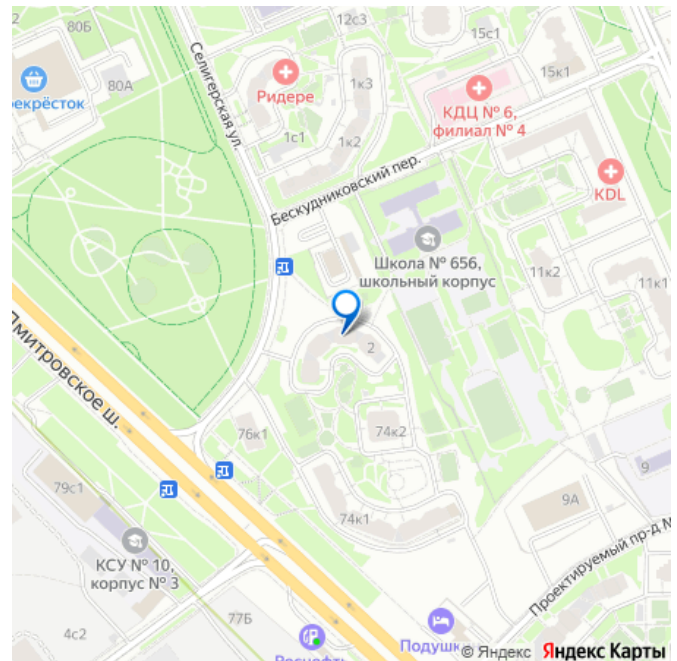 80Б
12с3
15с1
80А
Селигерская ул.
Ридере
1к3
15к1
КДЦ № 6,
филиал № 4
1с1
1к2
Бескудниковский пер.
KDL
Школа № 656,
школьный корпус
11к2
11к1
2
Дмитровское ш.
76к1
74к2
79с1
9
9А
74к1
КСУ № 10,
корпус № 3
Проектируемый пр-д №
77Б
4с2
© Яндекс Яндекс Карты